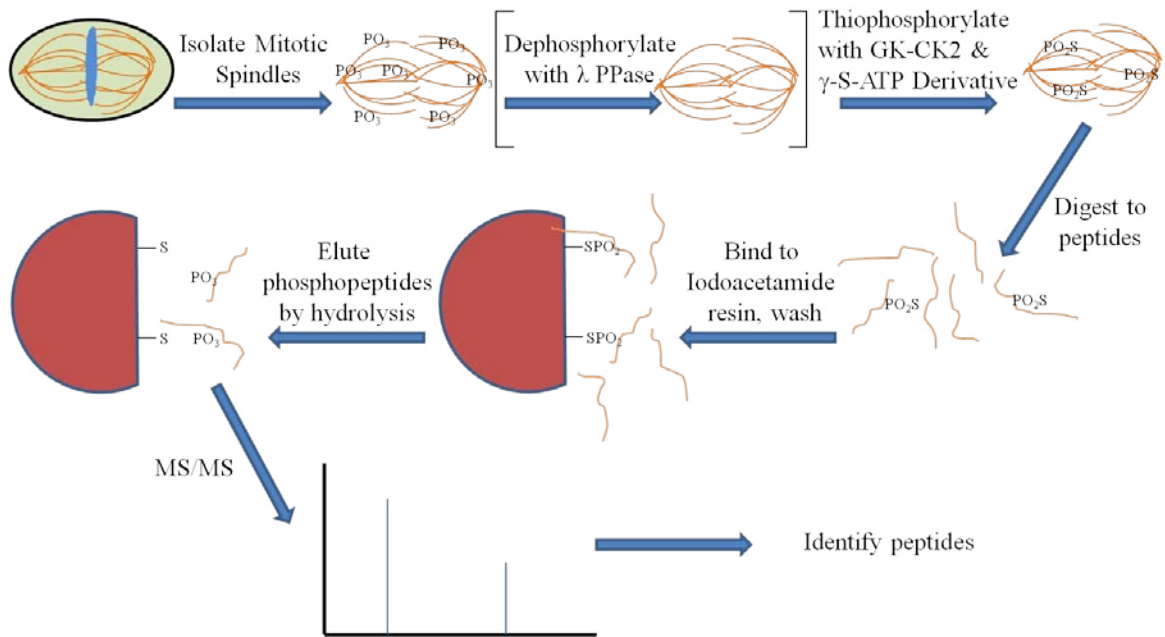 Isolate Mitotic
Spindles
PO₃
PO₃
PO₃
PO₃
PO₃
PO₃
PO₃
Dephosphorylate
with λ PPase
Thiophosphorylate
with GK-CK2 &
γ-S-ATP Derivative
PO₂S
PO₂S
PO₂S
Digest to
peptides
PO₂S
PO₂S
Bind to
Iodoacetamide
resin, wash
SPO₂
SPO₂
Elute
phosphopeptides
by hydrolysis
S
PO₃
S
PO₃
MS/MS
Identify peptides